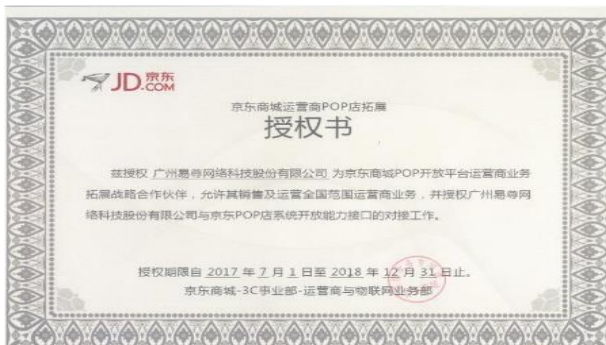 JD京东
.COM
京东商城运营商POP店拓展
授权书
兹授权 广州易尊网络科技股份有限公司 为京东商城POP开放平台运营商业务
拓展战略合作伙伴，允许其销售及运营全国范围运营商业务，并授权广州易尊网
络科技股份有限公司与京东POP店系统开放能力接口的对接工作。
授权期限自 2017 年 7 月 1 日至 2018 年 12 月 31 日止。
京东商城-3C事业部-运营商与物联网业务部